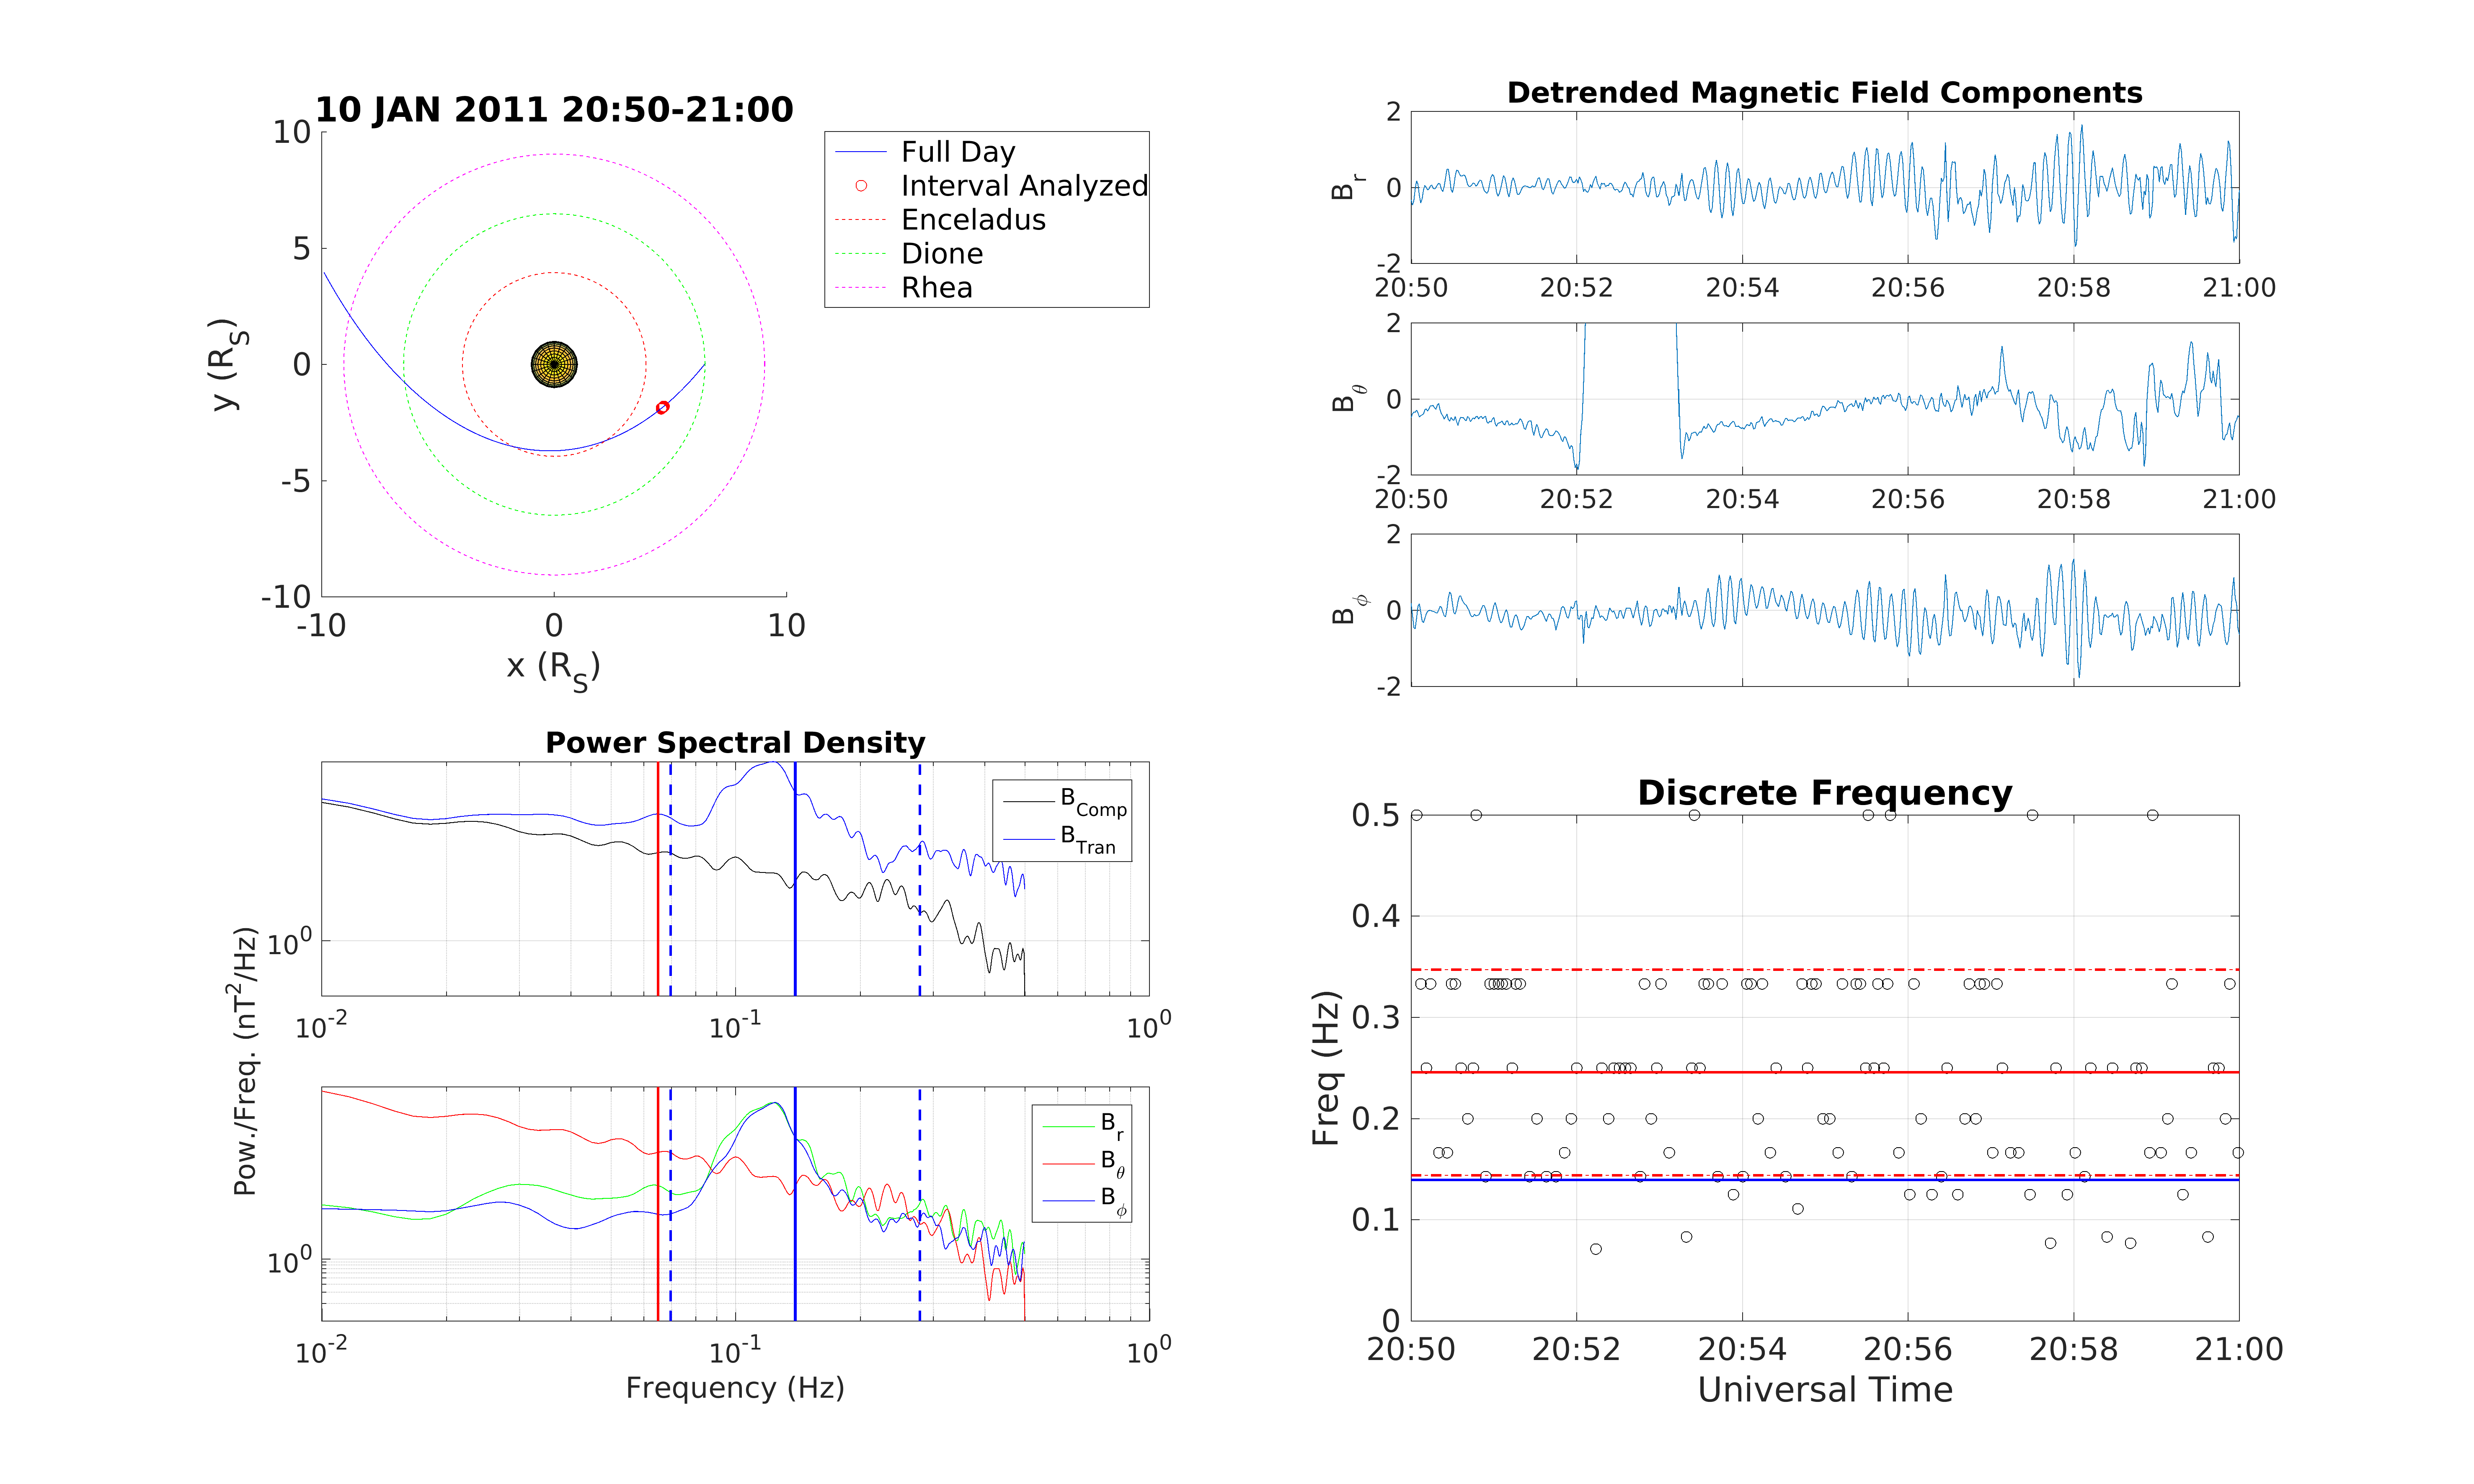 10 JAN 2011 20:50-21:00
10
5
0
-5
-10
-10 0 10
y (R_S)
x (R_S)
Full Day
Interval Analyzed
Enceladus
Dione
Rhea
Detrended Magnetic Field Components
2
0
-2
B_r
20:50 20:52 20:54 20:56 20:58 21:00
2
0
-2
B_θ
20:50 20:52 20:54 20:56 20:58 21:00
2
0
-2
B_ϕ
Power Spectral Density
B_Comp
B_Tran
10^0
10^-2 10^-1 10^0
Pow./Freq. (nT^2/Hz)
B_r
B_θ
B_ϕ
10^0
10^-2 10^-1 10^0
Frequency (Hz)
Discrete Frequency
0.5
0.4
0.3
0.2
0.1
0
Freq (Hz)
20:50 20:52 20:54 20:56 20:58 21:00
Universal Time